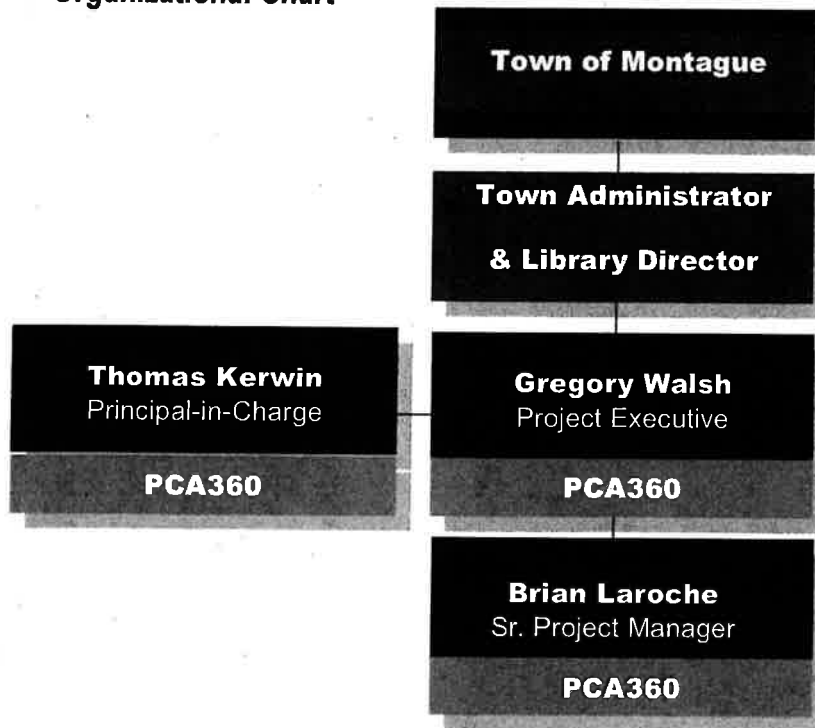 Organizational Chart
Town of Montague
Town Administrator
& Library Director
Thomas Kerwin
Principal-in-Charge
PCA360
Gregory Walsh
Project Executive
PCA360
Brian Laroche
Sr. Project Manager
PCA360